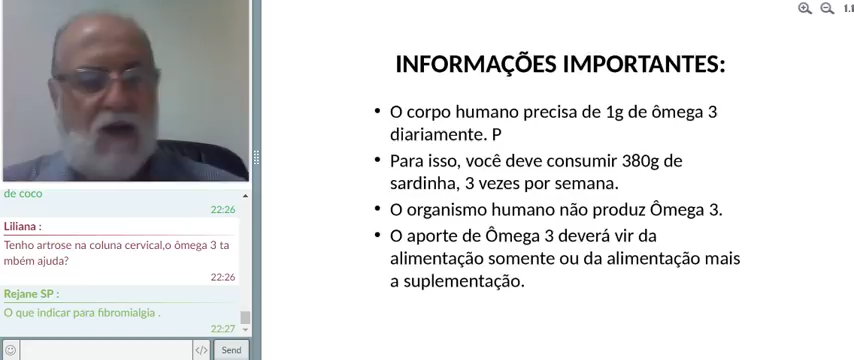 1.1
INFORMAÇÕES IMPORTANTES:
• O corpo humano precisa de 1g de ômega 3
diariamente. P
• Para isso, você deve consumir 380g de
sardinha, 3 vezes por semana.
• O organismo humano não produz Ômega 3.
• O aporte de Ômega 3 deverá vir da
alimentação somente ou da alimentação mais
a suplementação.
de coco
22:26
Liliana :
Tenho artrose na coluna cervical,o ômega 3 ta
mbém ajuda?
22:26
Rejane SP :
O que indicar para fibromialgia .
22:27
Send